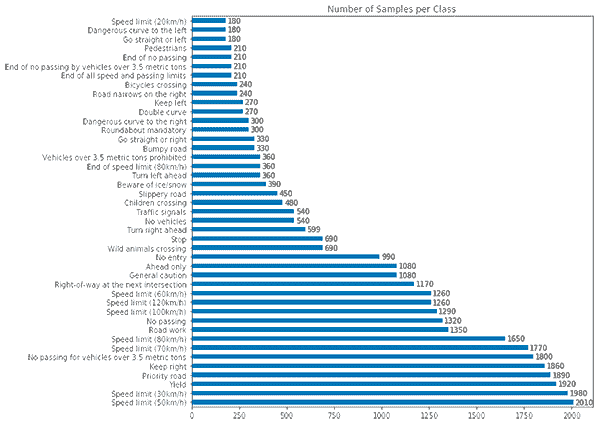 Number of Samples per Class
Speed limit (20km/h) 180
Dangerous curve to the left 180
Go straight or left 180
Pedestrians 210
End of no passing 210
End of no passing by vehicles over 3.5 metric tons 210
End of all speed and passing limits 210
Bicycles crossing 240
Road narrows on the right 240
Keep left 270
Double curve 270
Dangerous curve to the right 300
Roundabout mandatory 300
Go straight or right 330
Bumpy road 330
Vehicles over 3.5 metric tons prohibited 360
End of speed limit (80km/h) 360
Turn left ahead 360
Beware of ice/snow 390
Slippery road 450
Children crossing 480
Traffic signals 540
No vehicles 540
Turn right ahead 599
Stop 690
Wild animals crossing 690
No entry 990
Ahead only 1080
General caution 1080
Right-of-way at the next intersection 1170
Speed limit (60km/h) 1260
Speed limit (120km/h) 1260
Speed limit (100km/h) 1290
No passing 1320
Road work 1350
Speed limit (80km/h) 1650
Speed limit (70km/h) 1770
No passing for vehicles over 3.5 metric tons 1800
Keep right 1860
Priority road 1890
Yield 1920
Speed limit (30km/h) 1980
Speed limit (50km/h) 2010
0 250 500 750 1000 1250 1500 1750 2000